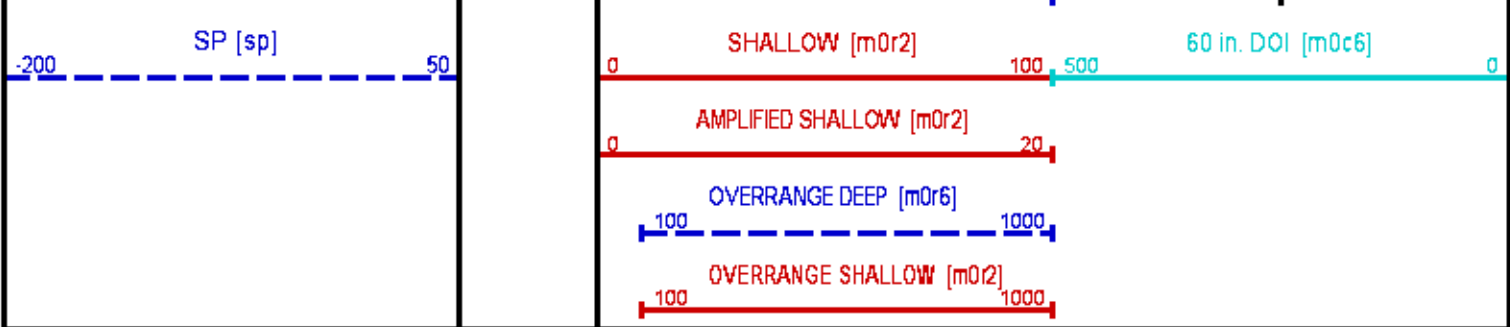 SP [sp]
-200 50
SHALLOW [m0r2]
0 100
60 in. DOI [m0c6]
500 0
AMPLIFIED SHALLOW [m0r2]
0 20
OVERRANGE DEEP [m0r6]
100 1000
OVERRANGE SHALLOW [m0r2]
100 1000